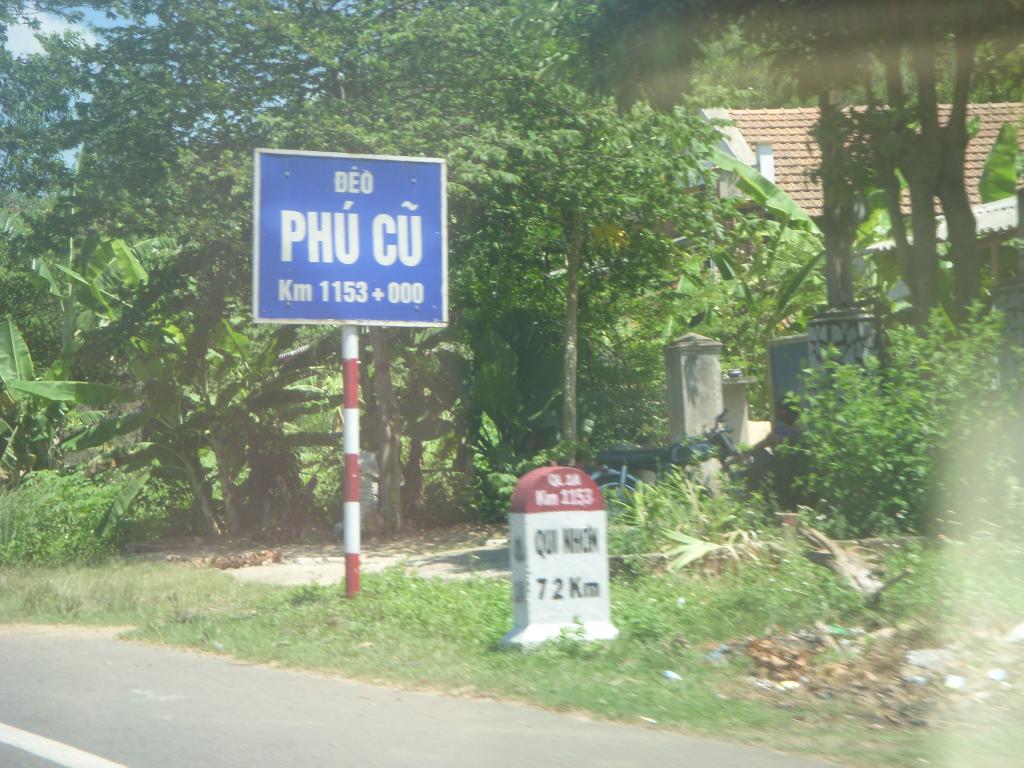 ĐÈO
PHÚ CŨ
Km 1153 + 000
QL 1A
Km 1153
QUI NHƠN
72 Km